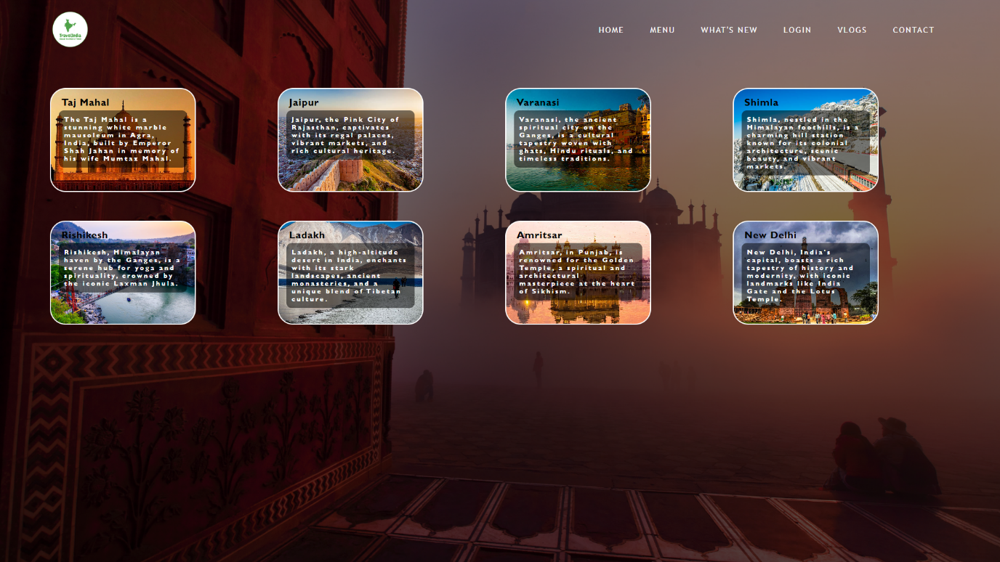 TravelIndia
HOME MENU WHAT'S NEW LOGIN VLOGS CONTACT
Taj Mahal
The Taj Mahal is a
stunning white marble
mausoleum in Agra,
India, built by Emperor
Shah Jahan in memory of
his wife Mumtaz Mahal.
Jaipur
Jaipur, the Pink City of
Rajasthan, captivates
with its regal palaces,
vibrant markets, and
rich cultural heritage.
Varanasi
Varanasi, the ancient
spiritual city on the
Ganges, is a cultural
tapestry woven with
ghats, Hindu rituals, and
timeless traditions.
Shimla
Shimla, nestled in the
Himalayan foothills, is a
charming hill station
known for its colonial
architecture, scenic
beauty, and vibrant
markets.
Rishikesh
Rishikesh, Himalayan
haven by the Ganges, is a
serene hub for yoga and
spirituality, crowned by
the iconic Laxman Jhula.
Ladakh
Ladakh, a high-altitude
desert in India, enchants
with its stark
landscapes, ancient
monasteries, and a
unique blend of Tibetan
culture.
Amritsar
Amritsar, in Punjab, is
renowned for the Golden
Temple, a spiritual and
architectural
masterpiece at the heart
of Sikhism.
New Delhi
New Delhi, India's
capital, boasts a rich
tapestry of history and
modernity, with iconic
landmarks like India
Gate and the Lotus
Temple.